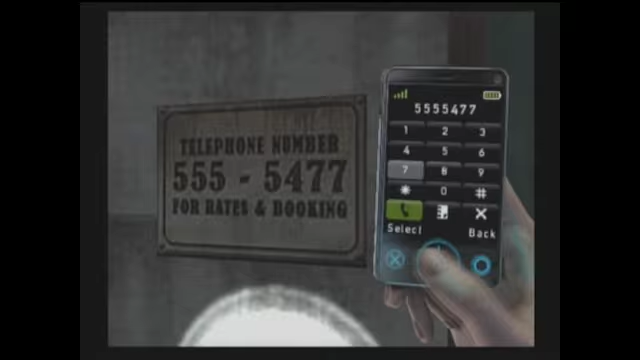 TELEPHONE NUMBER
555 - 5477
FOR RATES & BOOKING
5555477
1 2 3
4 5 6
7 8 9
* 0 #
Select Back